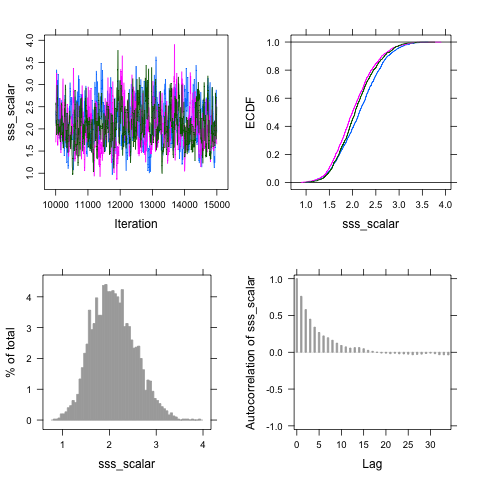 sss_scalar
4.0
3.5
3.0
2.5
2.0
1.5
1.0
10000 11000 12000 13000 14000 15000
Iteration
ECDF
1.0
0.8
0.6
0.4
0.2
0.0
1.0 1.5 2.0 2.5 3.0 3.5 4.0
sss_scalar
% of total
4
3
2
1
0
1 2 3 4
sss_scalar
Autocorrelation of sss_scalar
1.0
0.5
0.0
-0.5
-1.0
0 5 10 15 20 25 30
Lag